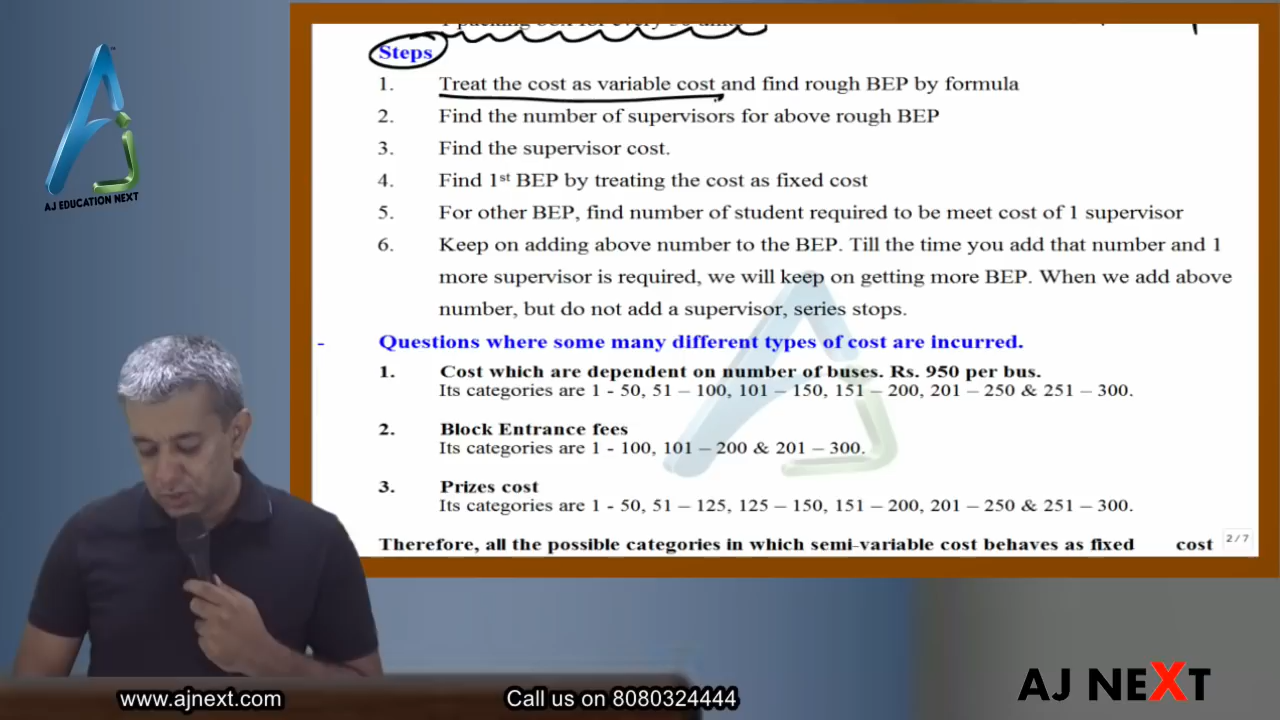 1 packing box for every 50 units
Steps
1. Treat the cost as variable cost and find rough BEP by formula
2. Find the number of supervisors for above rough BEP
3. Find the supervisor cost.
4. Find 1st BEP by treating the cost as fixed cost
5. For other BEP, find number of student required to be meet cost of 1 supervisor
6. Keep on adding above number to the BEP. Till the time you add that number and 1
more supervisor is required, we will keep on getting more BEP. When we add above
number, but do not add a supervisor, series stops.
- Questions where some many different types of cost are incurred.
1. Cost which are dependent on number of buses. Rs. 950 per bus.
Its categories are 1 - 50, 51 – 100, 101 – 150, 151 – 200, 201 – 250 & 251 – 300.
2. Block Entrance fees
Its categories are 1 - 100, 101 – 200 & 201 – 300.
3. Prizes cost
Its categories are 1 - 50, 51 – 125, 125 – 150, 151 – 200, 201 – 250 & 251 – 300.
Therefore, all the possible categories in which semi-variable cost behaves as fixed cost
2 / 7
AJ EDUCATION NEXT
www.ajnext.com
Call us on 8080324444
AJ NEXT